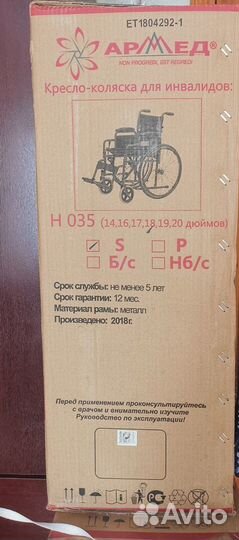 ET1804292-1
АРМЕД®
NON PROGREDI, EST REGREDI
Кресло-коляска для инвалидов:
H 035 (14,16,17,18,19,20 дюймов)
S P
Б/с Нб/с
Срок службы: не менее 5 лет
Срок гарантии: 12 мес.
Материал рамы: металл
Произведено: 2018г.
Перед применением проконсультируйтесь
с врачом и внимательно изучите
Руководство по эксплуатации!
Avito